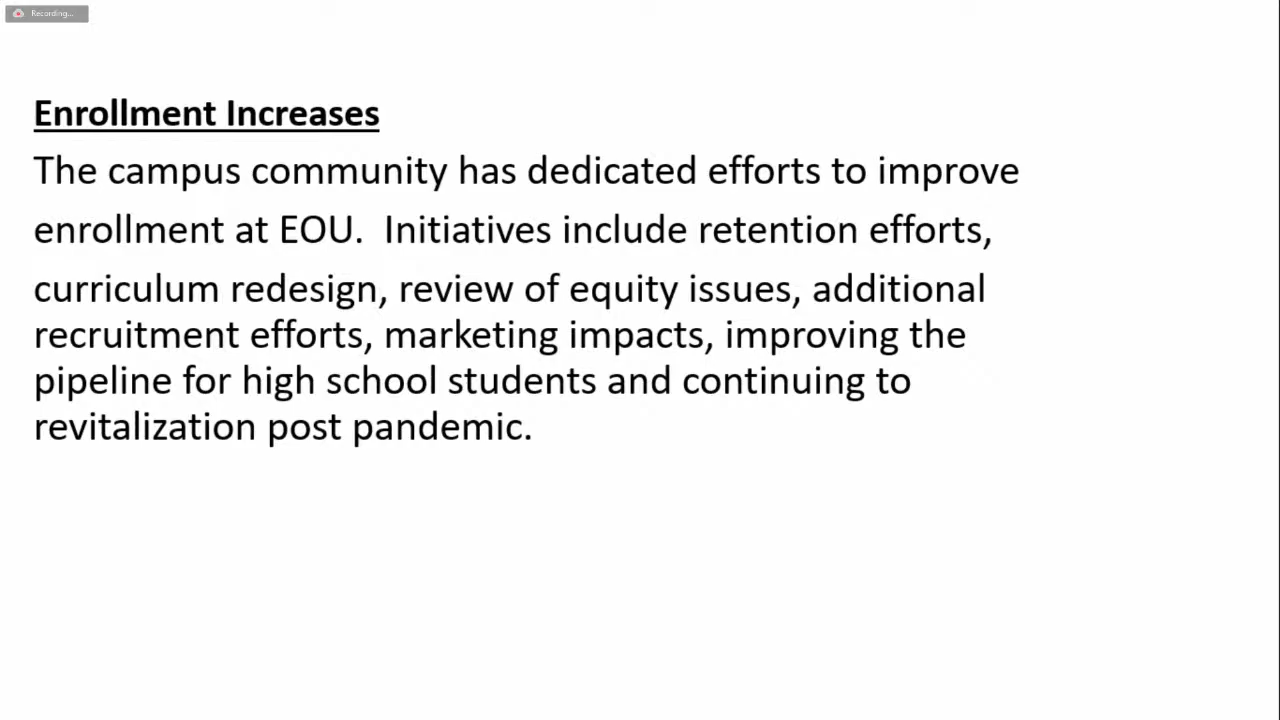 Recording...
Enrollment Increases
The campus community has dedicated efforts to improve
enrollment at EOU.  Initiatives include retention efforts,
curriculum redesign, review of equity issues, additional
recruitment efforts, marketing impacts, improving the
pipeline for high school students and continuing to
revitalization post pandemic.